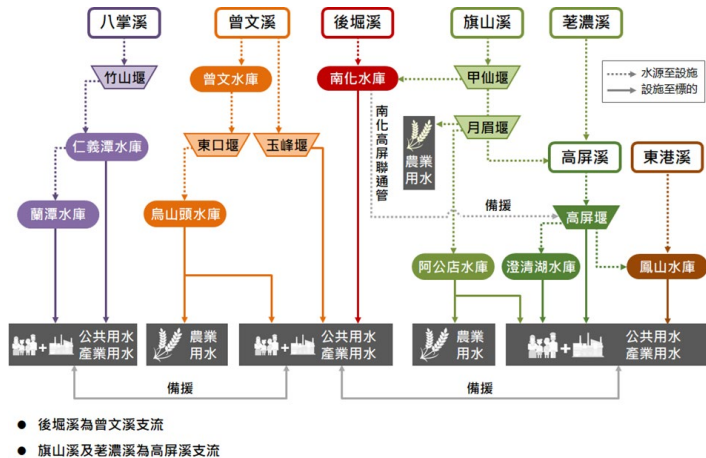 八掌溪
曾文溪
後堀溪
旗山溪
荖濃溪
水源至設施
設施至標的
竹山堰
曾文水庫
南化水庫
甲仙堰
月眉堰
南化高屏聯通管
農業
用水
仁義潭水庫
東口堰
玉峰堰
高屏溪
東港溪
蘭潭水庫
烏山頭水庫
備援
高屏堰
阿公店水庫
澄清湖水庫
鳳山水庫
+ 公共用水
產業用水
農業
用水
+ 公共用水
產業用水
農業
用水
+ 公共用水
產業用水
備援
備援
● 後堀溪為曾文溪支流
● 旗山溪及荖濃溪為高屏溪支流